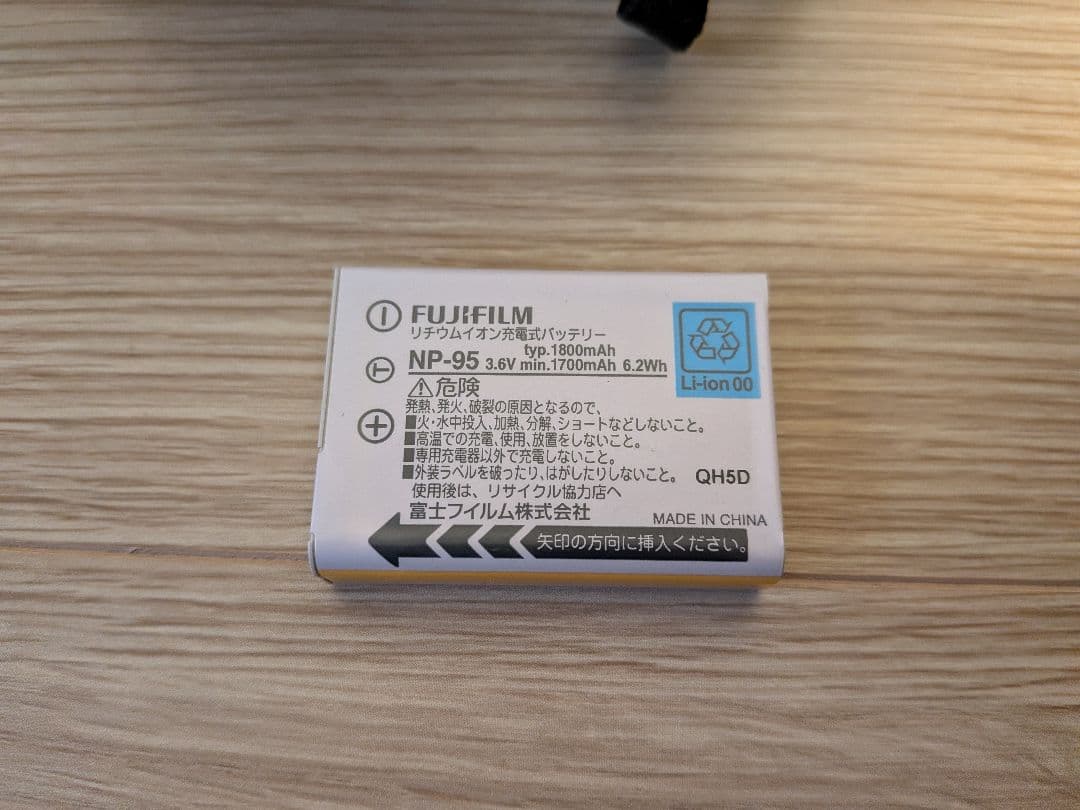 FUJIFILM
リチウムイオン充電式バッテリー
NP-95 3.6V typ.1800mAh min.1700mAh 6.2Wh
⚠危険
発熱、発火、破裂の原因となるので、
■火・水中投入、加熱、分解、ショートなどしないこと。
■高温での充電、使用、放置をしないこと。
■専用充電器以外で充電しないこと。
■外装ラベルを破ったり、はがしたりしないこと。
QH5D
使用後は、リサイクル協力店へ
富士フイルム株式会社
MADE IN CHINA
矢印の方向に挿入ください。
Li-ion 00
− T +